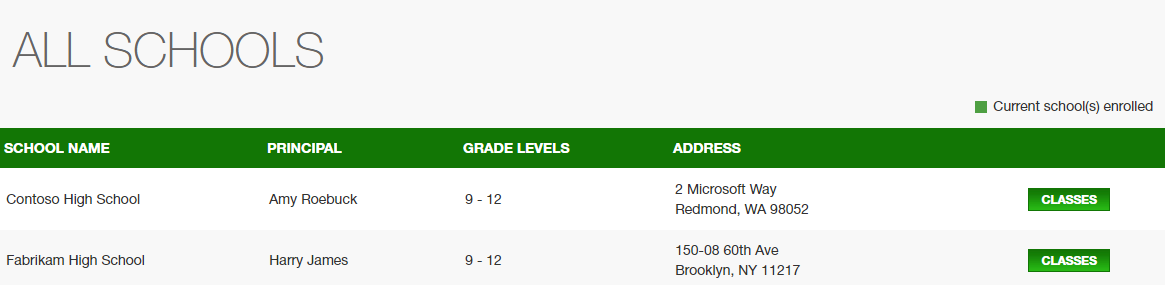 ALL SCHOOLS
Current school(s) enrolled
SCHOOL NAME PRINCIPAL GRADE LEVELS ADDRESS
Contoso High School Amy Roebuck 9 - 12 2 Microsoft Way
Redmond, WA 98052
CLASSES
Fabrikam High School Harry James 9 - 12 150-08 60th Ave
Brooklyn, NY 11217
CLASSES